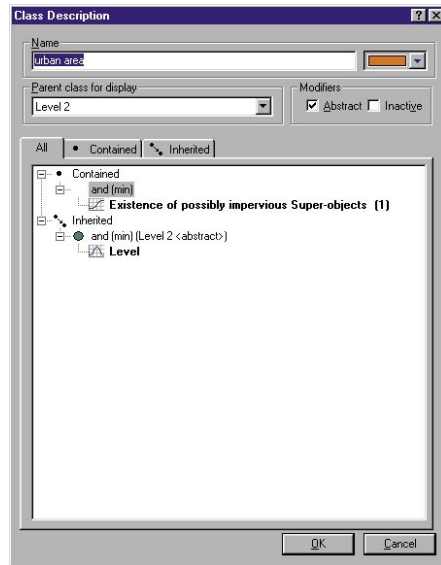 Class Description
Name
urban area
Parent class for display
Level 2
Modifiers
Abstract Inactive
All Contained Inherited
Contained
and (min)
Existence of possibly impervious Super-objects (1)
Inherited
and (min) (Level 2 <abstract>)
Level
OK Cancel